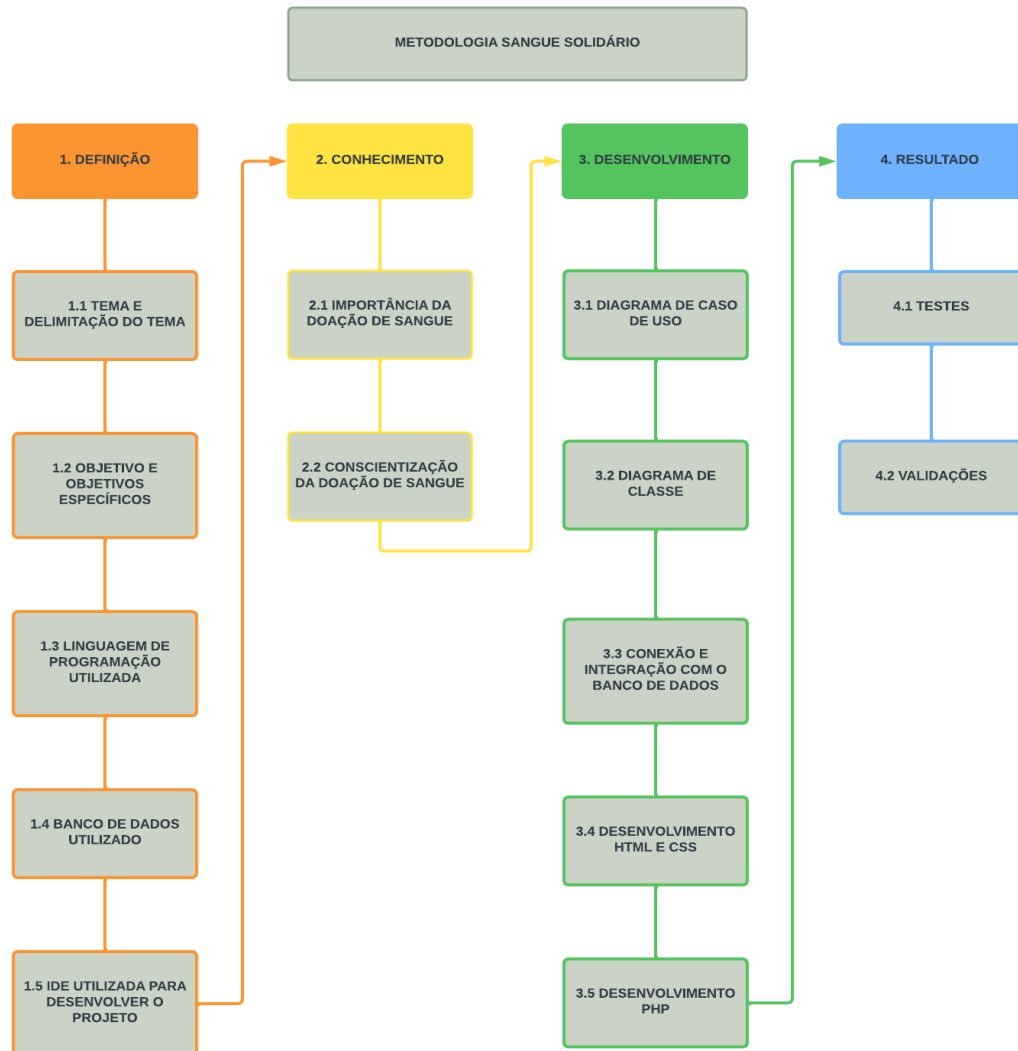 METODOLOGIA SANGUE SOLIDÁRIO
1. DEFINIÇÃO
1.1 TEMA E
DELIMITAÇÃO DO TEMA
1.2 OBJETIVO E
OBJETIVOS
ESPECÍFICOS
1.3 LINGUAGEM DE
PROGRAMAÇÃO
UTILIZADA
1.4 BANCO DE DADOS
UTILIZADO
1.5 IDE UTILIZADA PARA
DESENVOLVER O
PROJETO
2. CONHECIMENTO
2.1 IMPORTÂNCIA DA
DOAÇÃO DE SANGUE
2.2 CONSCIENTIZAÇÃO
DA DOAÇÃO DE SANGUE
3. DESENVOLVIMENTO
3.1 DIAGRAMA DE CASO
DE USO
3.2 DIAGRAMA DE
CLASSE
3.3 CONEXÃO E
INTEGRAÇÃO COM O
BANCO DE DADOS
3.4 DESENVOLVIMENTO
HTML E CSS
3.5 DESENVOLVIMENTO
PHP
4. RESULTADO
4.1 TESTES
4.2 VALIDAÇÕES